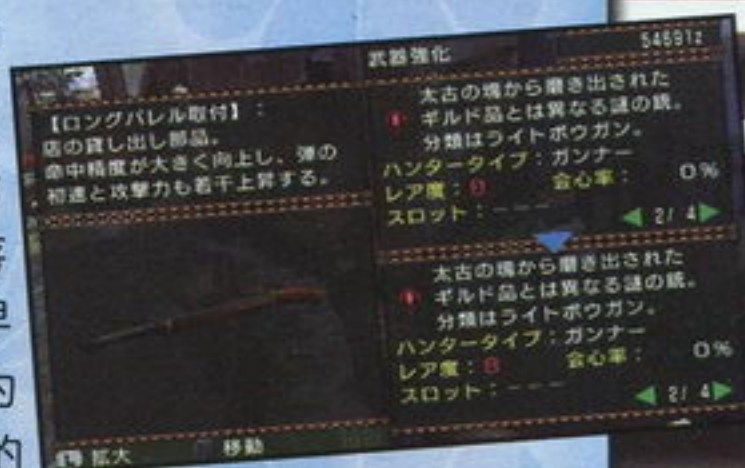 武器強化
54691z
【ロングバレル取付】：
店の貸し出し部品。
命中精度が大きく向上し、弾の
初速と攻撃力も若干上昇する。
太古の塊から磨き出された
ギルド品とは異なる謎の銃。
分類はライトボウガン。
ハンタータイプ：ガンナー
レア度：8 会心率： 0%
スロット：－－－
2/ 4
太古の塊から磨き出された
ギルド品とは異なる謎の銃。
分類はライトボウガン。
ハンタータイプ：ガンナー
レア度：8 会心率： 0%
スロット：－－－
2/ 4
拡大 移動
的